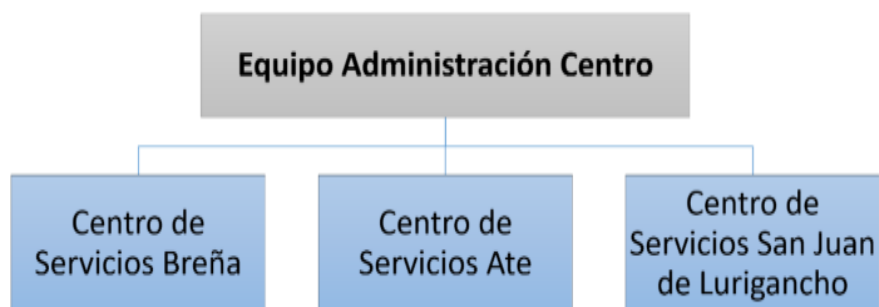 Equipo Administración Centro
Centro de
Servicios Breña
Centro de
Servicios Ate
Centro de
Servicios San Juan
de Lurigancho